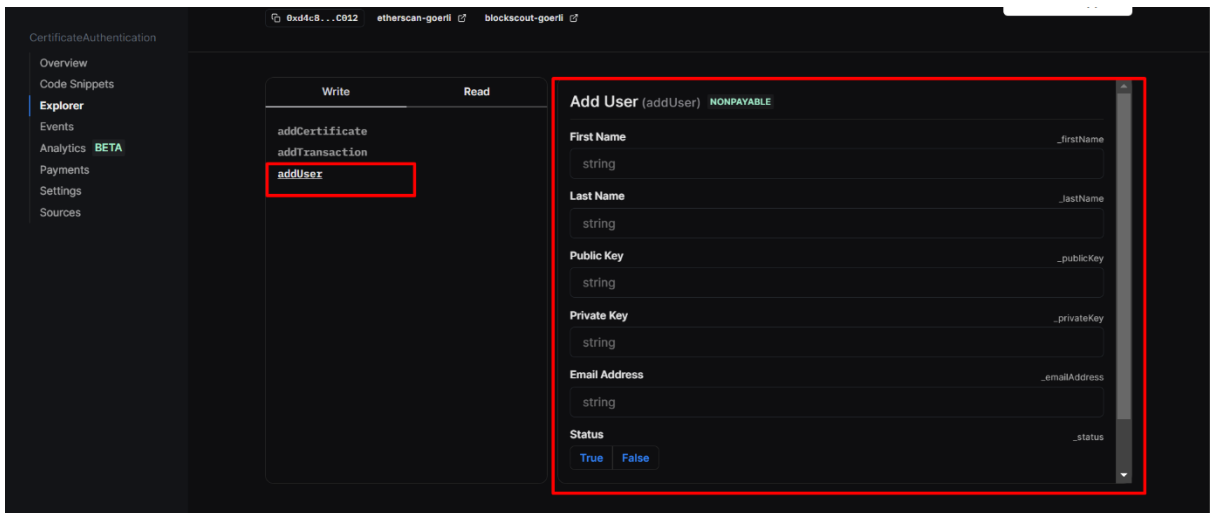 0xd4c8...C012 etherscan-goerli blockscout-goerli
CertificateAuthentication
Overview
Code Snippets
Explorer
Events
Analytics BETA
Payments
Settings
Sources
Write Read
addCertificate
addTransaction
addUser
Add User (addUser) NONPAYABLE
First Name _firstName
string
Last Name _lastName
string
Public Key _publicKey
string
Private Key _privateKey
string
Email Address _emailAddress
string
Status _status
True False